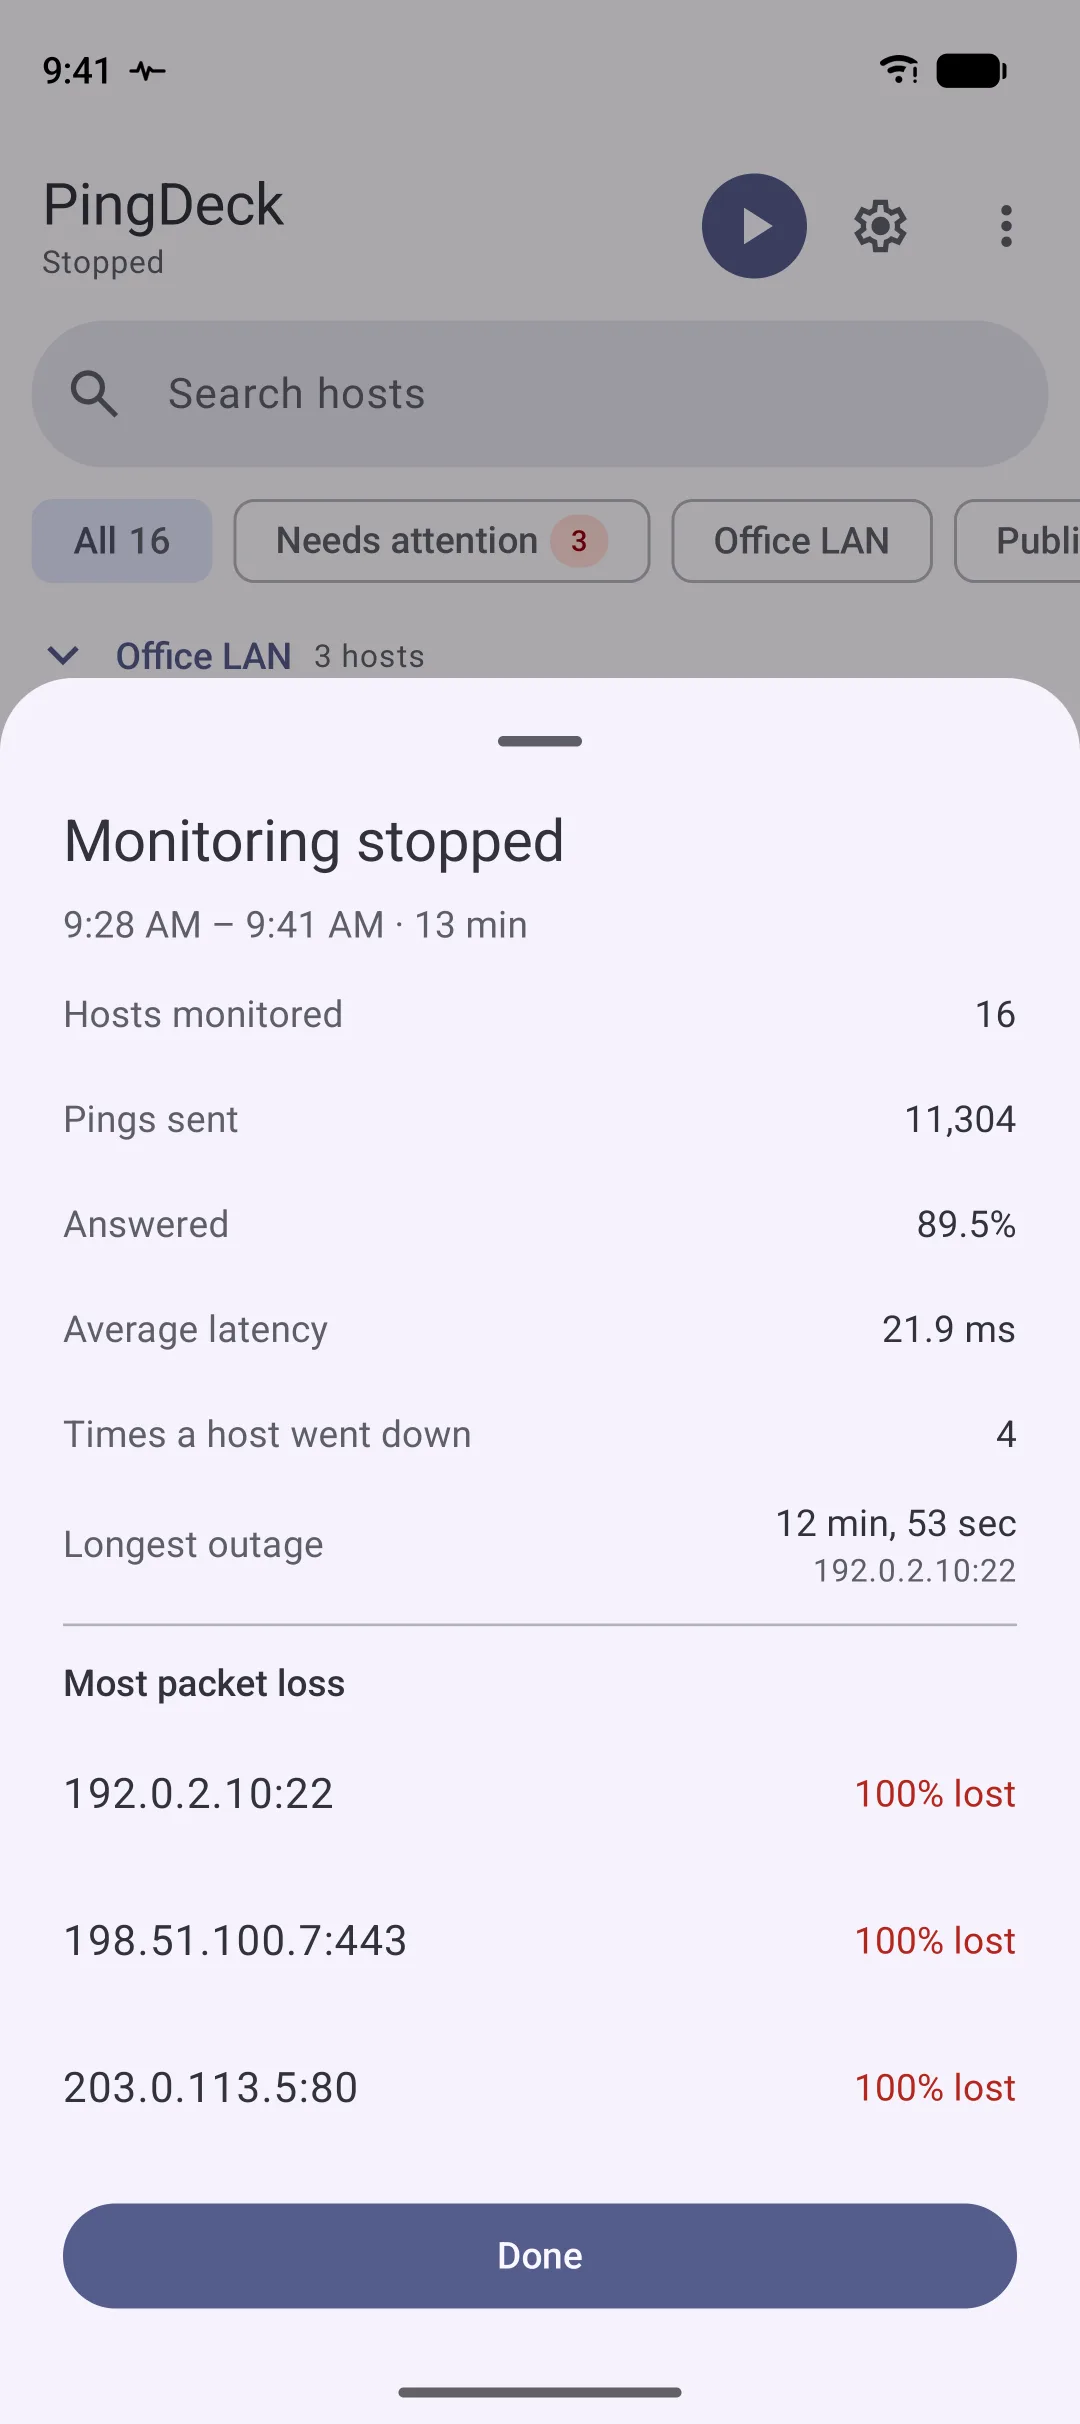 9:41
PingDeck
Stopped
Search hosts
All 16
Needs attention 3
Office LAN
Publi
Office LAN 3 hosts
Monitoring stopped
9:28 AM – 9:41 AM · 13 min
Hosts monitored 16
Pings sent 11,304
Answered 89.5%
Average latency 21.9 ms
Times a host went down 4
Longest outage 12 min, 53 sec
192.0.2.10:22
Most packet loss
192.0.2.10:22 100% lost
198.51.100.7:443 100% lost
203.0.113.5:80 100% lost
Done